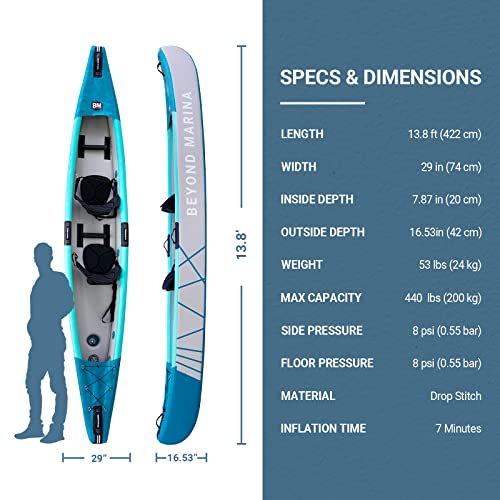 BM
BEYOND MARINA
13.8'
29"
16.53"
SPECS & DIMENSIONS
LENGTH 13.8 ft (422 cm)
WIDTH 29 in (74 cm)
INSIDE DEPTH 7.87 in (20 cm)
OUTSIDE DEPTH 16.53in (42 cm)
WEIGHT 53 lbs (24 kg)
MAX CAPACITY 440 lbs (200 kg)
SIDE PRESSURE 8 psi (0.55 bar)
FLOOR PRESSURE 8 psi (0.55 bar)
MATERIAL Drop Stitch
INFLATION TIME 7 Minutes